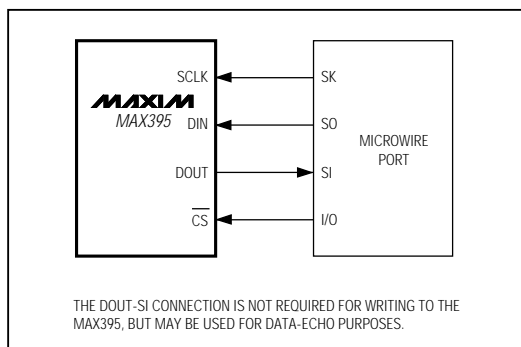 SCLK SK
MAXIM
MAX395
DIN SO
MICROWIRE
PORT
DOUT SI
C̅S̅ I/O
THE DOUT-SI CONNECTION IS NOT REQUIRED FOR WRITING TO THE
MAX395, BUT MAY BE USED FOR DATA-ECHO PURPOSES.